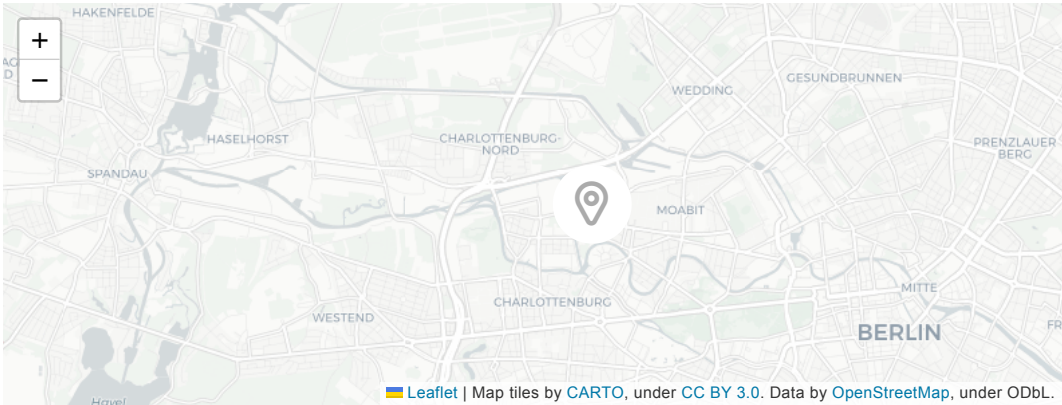 HAKENFELDE
+
−
WEDDING
GESUNDBRUNNEN
HASELHORST
CHARLOTTENBURG-
NORD
PRENZLAUER
BERG
SPANDAU
MOABIT
MITTE
CHARLOTTENBURG
WESTEND
BERLIN
FR
Havel
Leaflet | Map tiles by CARTO, under CC BY 3.0. Data by OpenStreetMap, under ODbL.